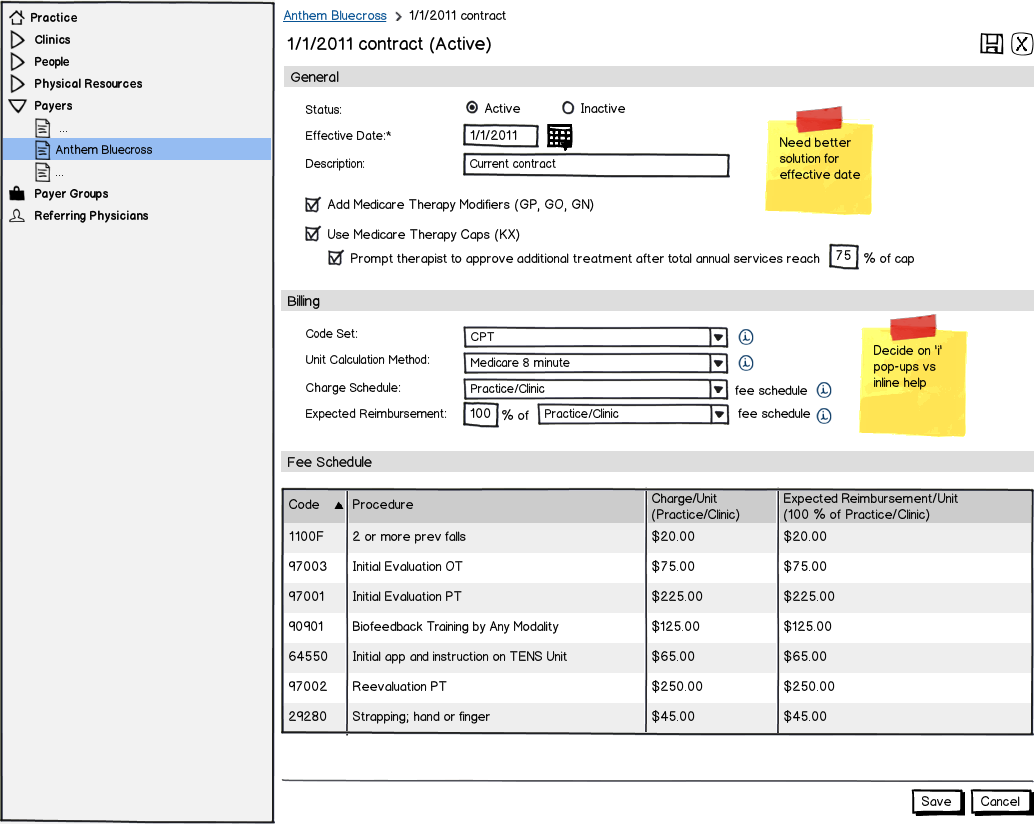 Practice
Clinics
People
Physical Resources
Payers
...
Anthem Bluecross
...
Payer Groups
Referring Physicians
Anthem Bluecross > 1/1/2011 contract
1/1/2011 contract (Active)
General
Status: Active Inactive
Effective Date:* 1/1/2011
Description: Current contract
Add Medicare Therapy Modifiers (GP, GO, GN)
Use Medicare Therapy Caps (KX)
Prompt therapist to approve additional treatment after total annual services reach 75 % of cap
Need better
solution for
effective date
Billing
Code Set: CPT i
Unit Calculation Method: Medicare 8 minute i
Charge Schedule: Practice/Clinic fee schedule i
Expected Reimbursement: 100 % of Practice/Clinic fee schedule i
Decide on 'i'
pop-ups vs
inline help
Fee Schedule
Code Procedure Charge/Unit (Practice/Clinic) Expected Reimbursement/Unit (100 % of Practice/Clinic)
1100F 2 or more prev falls $20.00 $20.00
97003 Initial Evaluation OT $75.00 $75.00
97001 Initial Evaluation PT $225.00 $225.00
90901 Biofeedback Training by Any Modality $125.00 $125.00
64550 Initial app and instruction on TENS Unit $65.00 $65.00
97002 Reevaluation PT $250.00 $250.00
29280 Strapping; hand or finger $45.00 $45.00
Save Cancel